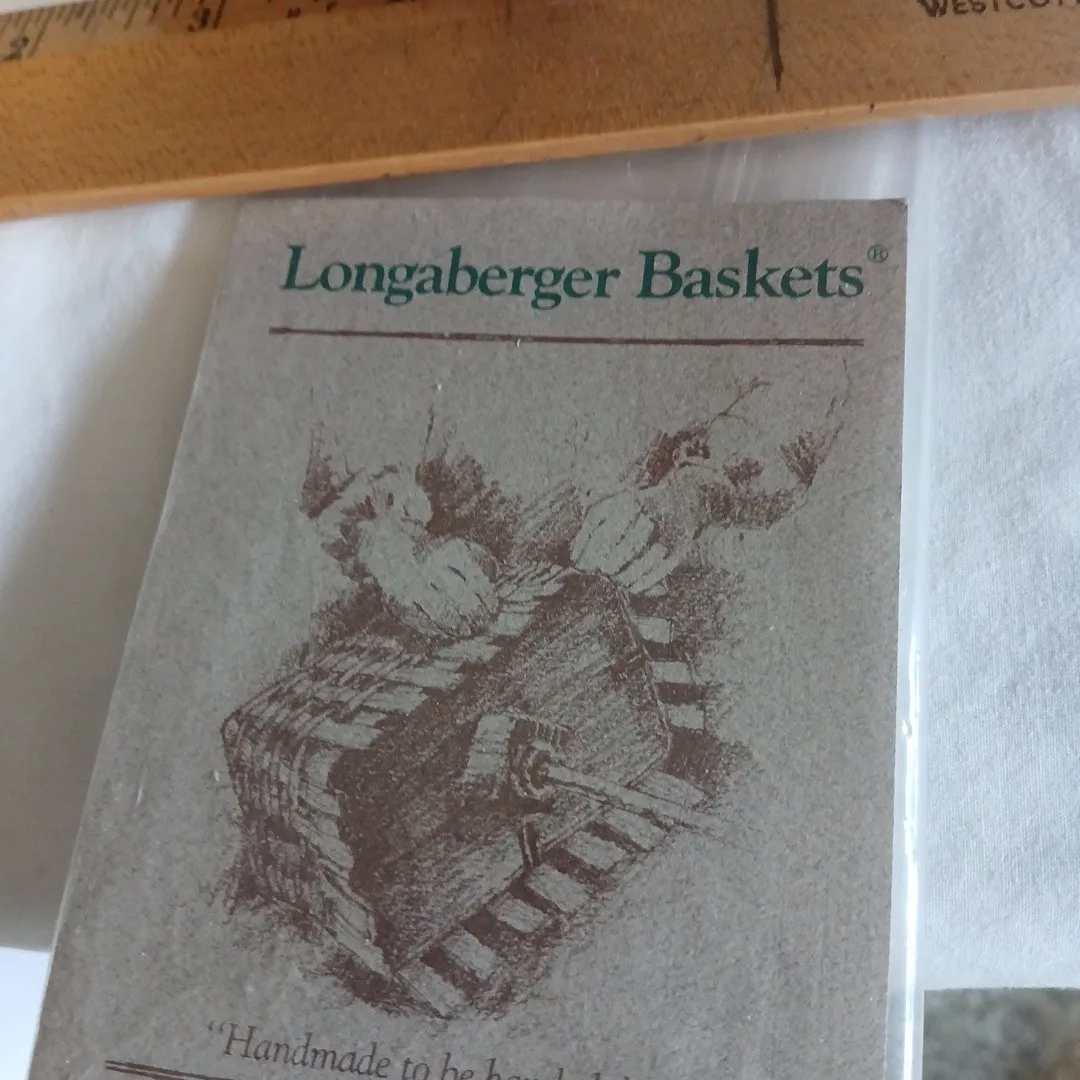 WESTCOTT
Longaberger Baskets®
"Handmade to be